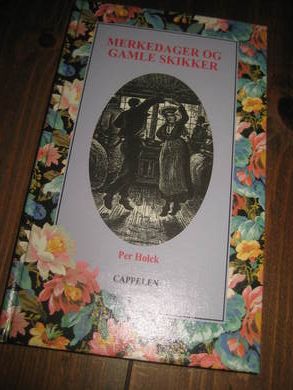 MERKEDAGER OG
GAMLE SKIKKER
Per Holck
CAPPELEN